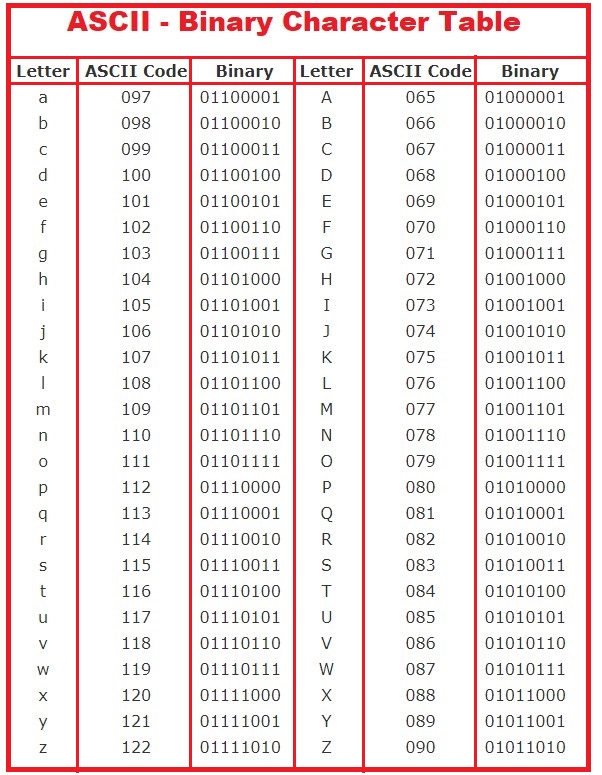 ASCII - Binary Character Table
Letter ASCII Code Binary Letter ASCII Code Binary
a 097 01100001 A 065 01000001
b 098 01100010 B 066 01000010
c 099 01100011 C 067 01000011
d 100 01100100 D 068 01000100
e 101 01100101 E 069 01000101
f 102 01100110 F 070 01000110
g 103 01100111 G 071 01000111
h 104 01101000 H 072 01001000
i 105 01101001 I 073 01001001
j 106 01101010 J 074 01001010
k 107 01101011 K 075 01001011
l 108 01101100 L 076 01001100
m 109 01101101 M 077 01001101
n 110 01101110 N 078 01001110
o 111 01101111 O 079 01001111
p 112 01110000 P 080 01010000
q 113 01110001 Q 081 01010001
r 114 01110010 R 082 01010010
s 115 01110011 S 083 01010011
t 116 01110100 T 084 01010100
u 117 01110101 U 085 01010101
v 118 01110110 V 086 01010110
w 119 01110111 W 087 01010111
x 120 01111000 X 088 01011000
y 121 01111001 Y 089 01011001
z 122 01111010 Z 090 01011010